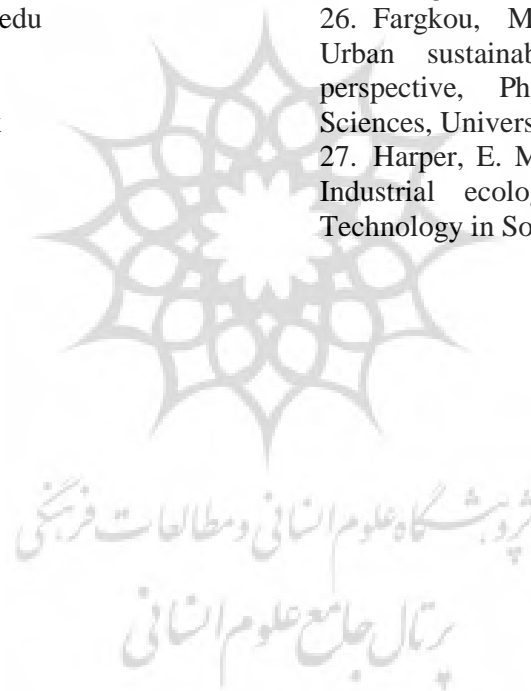 edu
26. Fargkou, M
Urban sustainab
perspective, Ph
Sciences, Univers
27. Harper, E. M
Industrial ecolog
Technology in So
پژوهشگاه علوم انسانی و مطالعات فرهنگی
پرتال جامع علوم انسانی